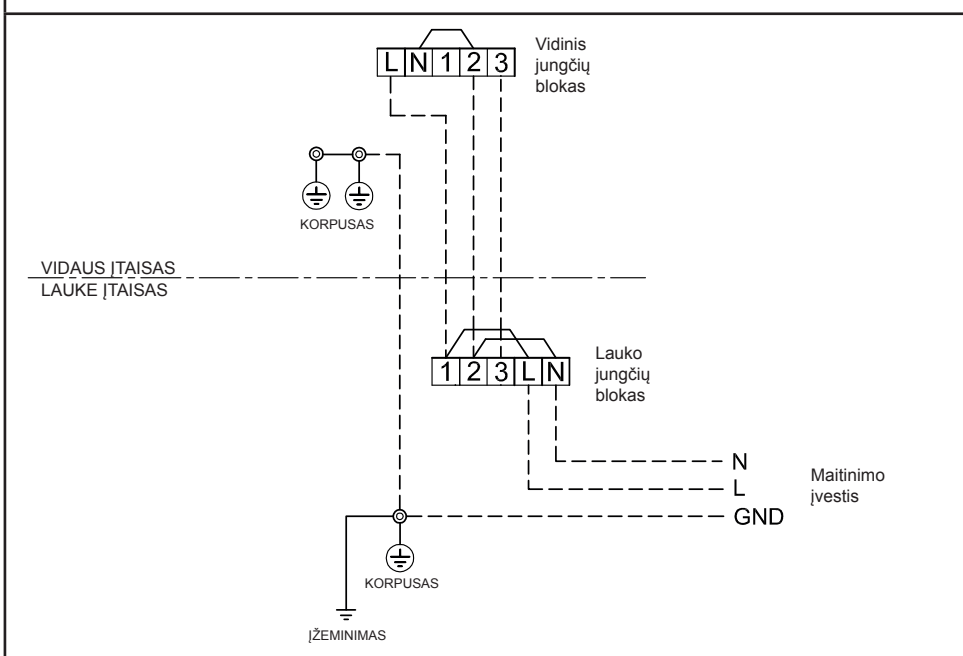 L N 1 2 3
Vidinis
jungčių
blokas
KORPUSAS
VIDAUS ĮTAISAS
LAUKE ĮTAISAS
1 2 3 L N
Lauko
jungčių
blokas
N
L
GND
Maitinimo
įvestis
KORPUSAS
ĮŽEMINIMAS